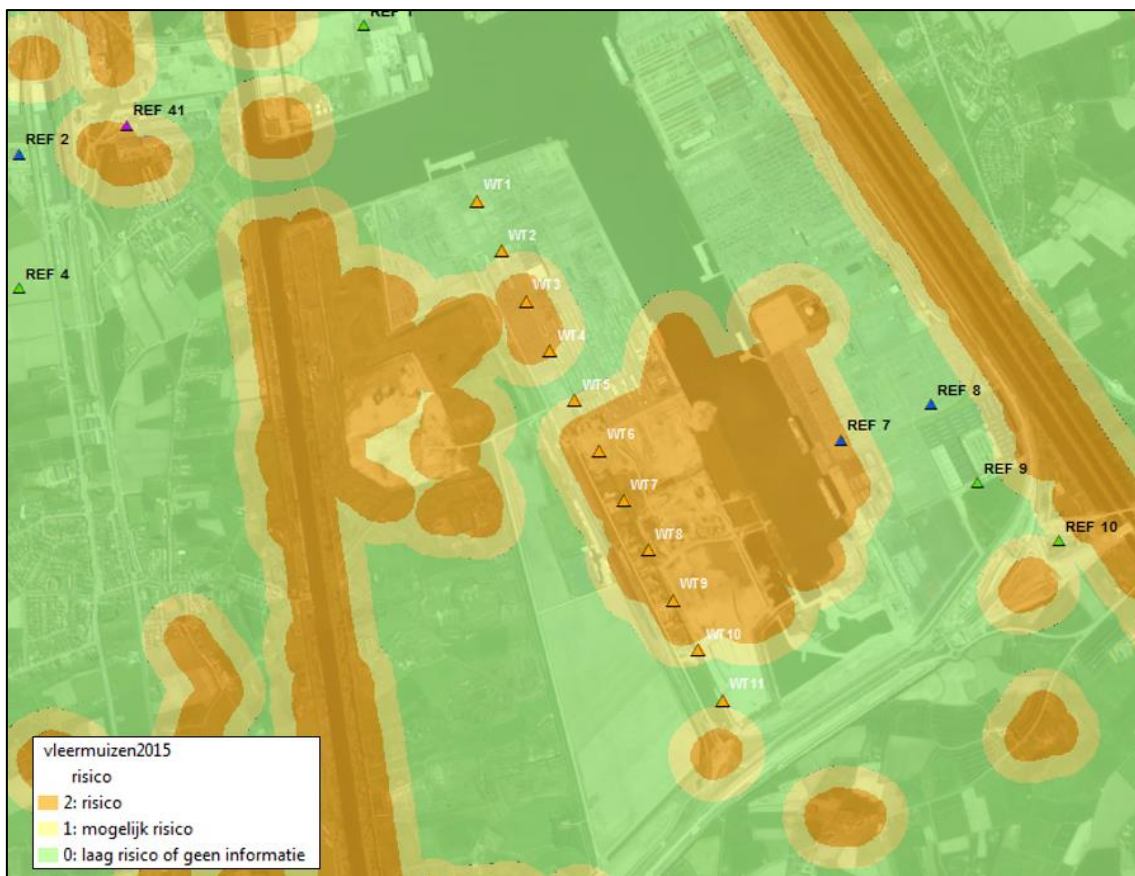 REF 1
REF 41
REF 2
WT1
WT2
REF 4
WT3
WT4
WT5
REF 8
REF 7
WT6
REF 9
WT7
REF 10
WT8
WT9
WT10
WT11
vleermuizen2015
risico
2: risico
1: mogelijk risico
0: laag risico of geen informatie